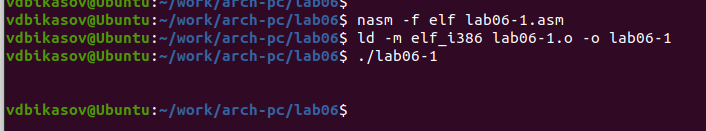 vdbikasov@Ubuntu:~/work/arch-pc/lab06$ nasm -f elf lab06-1.asm
vdbikasov@Ubuntu:~/work/arch-pc/lab06$ ld -m elf_i386 lab06-1.o -o lab06-1
vdbikasov@Ubuntu:~/work/arch-pc/lab06$ ./lab06-1
vdbikasov@Ubuntu:~/work/arch-pc/lab06$